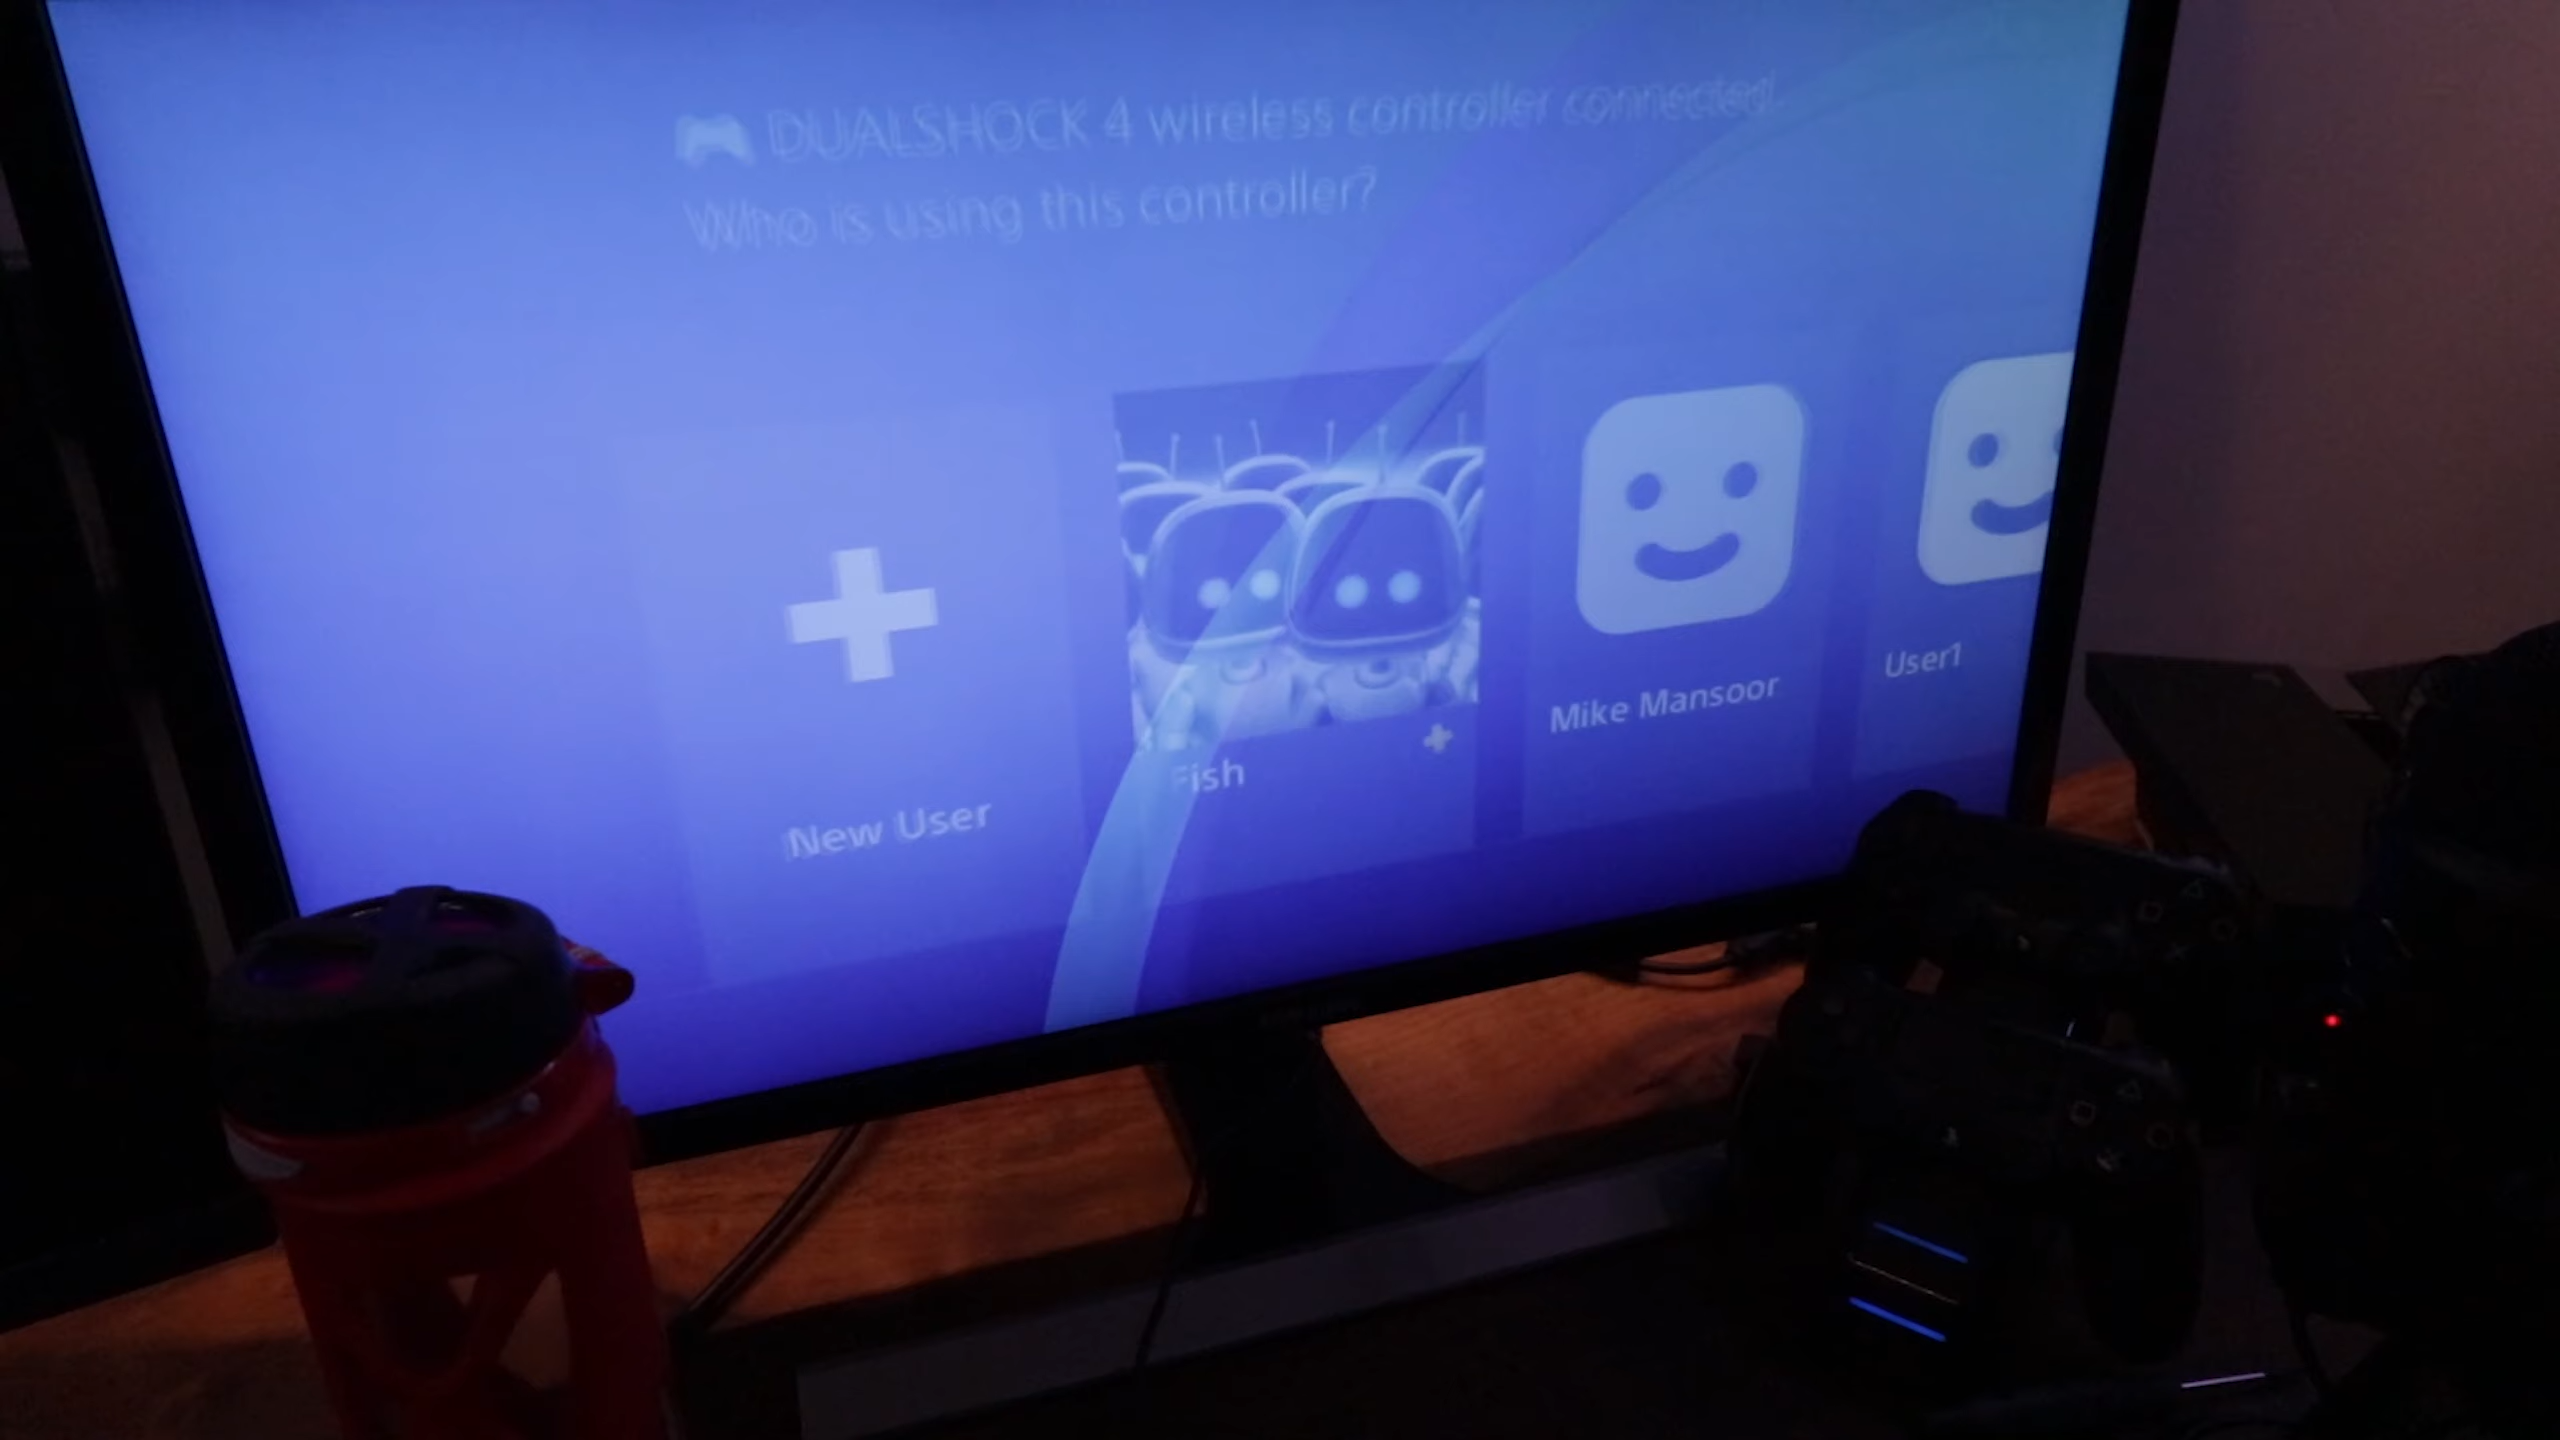 DUALSHOCK 4 wireless controller connected.
Who is using this controller?
New User
Fish
Mike Mansoor
User1